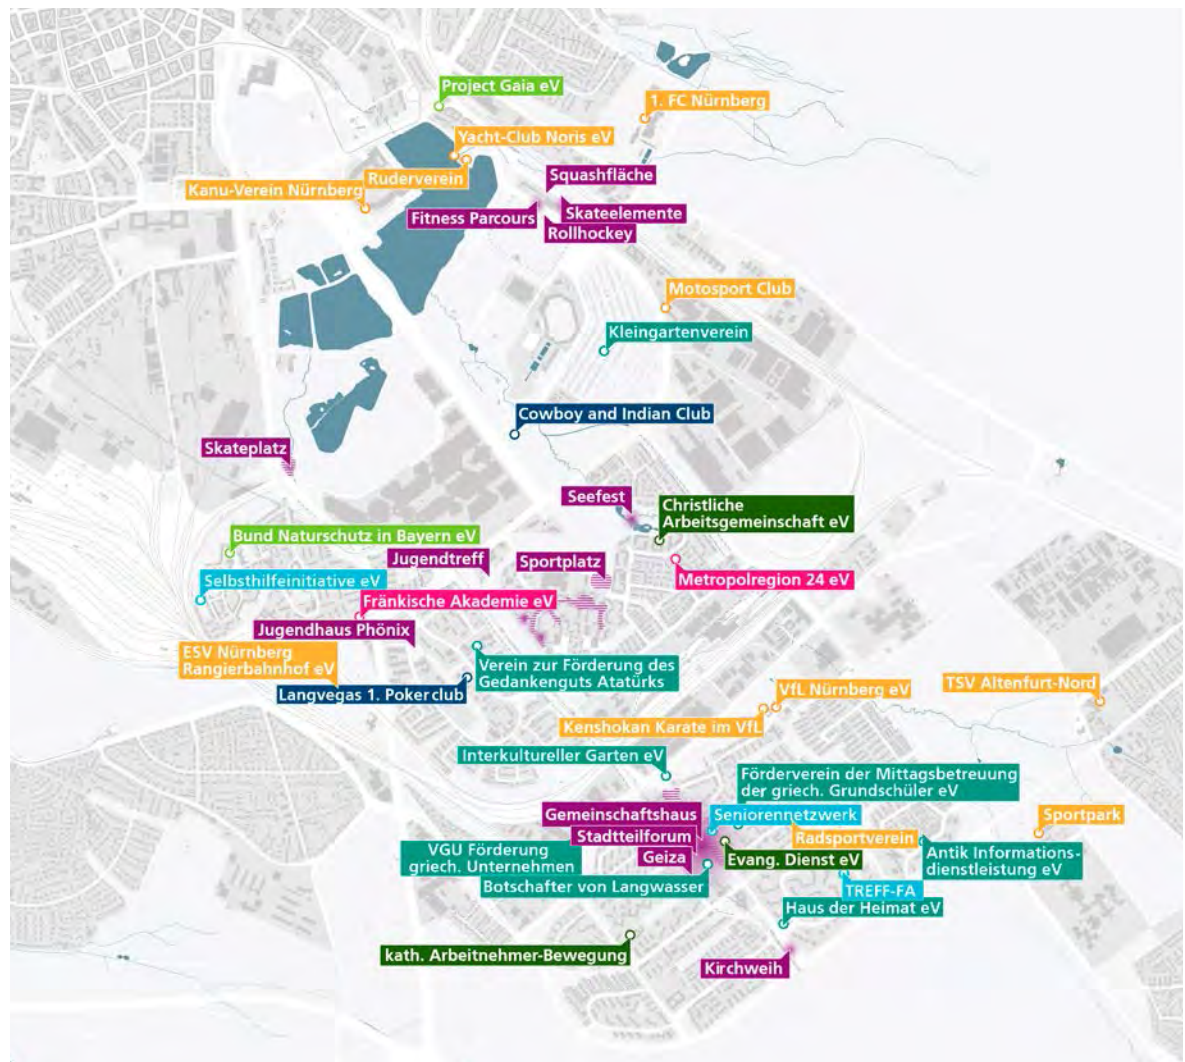 Project Gaia eV
1. FC Nürnberg
Yacht-Club Noris eV
Ruderverein
Kanu-Verein Nürnberg
Squashfläche
Fitness Parcours
Skateelemente
Rollhockey
Motosport Club
Kleingartenverein
Cowboy and Indian Club
Skateplatz
Seefest
Christliche
Arbeitsgemeinschaft eV
Bund Naturschutz in Bayern eV
Jugendtreff
Sportplatz
Metropolregion 24 eV
Selbsthilfeinitiative eV
Fränkische Akademie eV
Jugendhaus Phönix
ESV Nürnberg
Rangierbahnhof eV
Verein zur Förderung des
Gedankenguts Atatürks
Langvegas 1. Pokerclub
VfL Nürnberg eV
TSV Altenfurt-Nord
Kenshokan Karate im VfL
Interkultureller Garten eV
Förderverein der Mittagsbetreuung
der griech. Grundschüler eV
Gemeinschaftshaus
Seniorennetzwerk
Sportpark
Stadtteilforum
Radsportverein
VGU Förderung
griech. Unternehmen
Geiza
Evang. Dienst eV
Antik Informations-
dienstleistung eV
Botschafter von Langwasser
TREFF-FA
Haus der Heimat eV
kath. Arbeitnehmer-Bewegung
Kirchweih